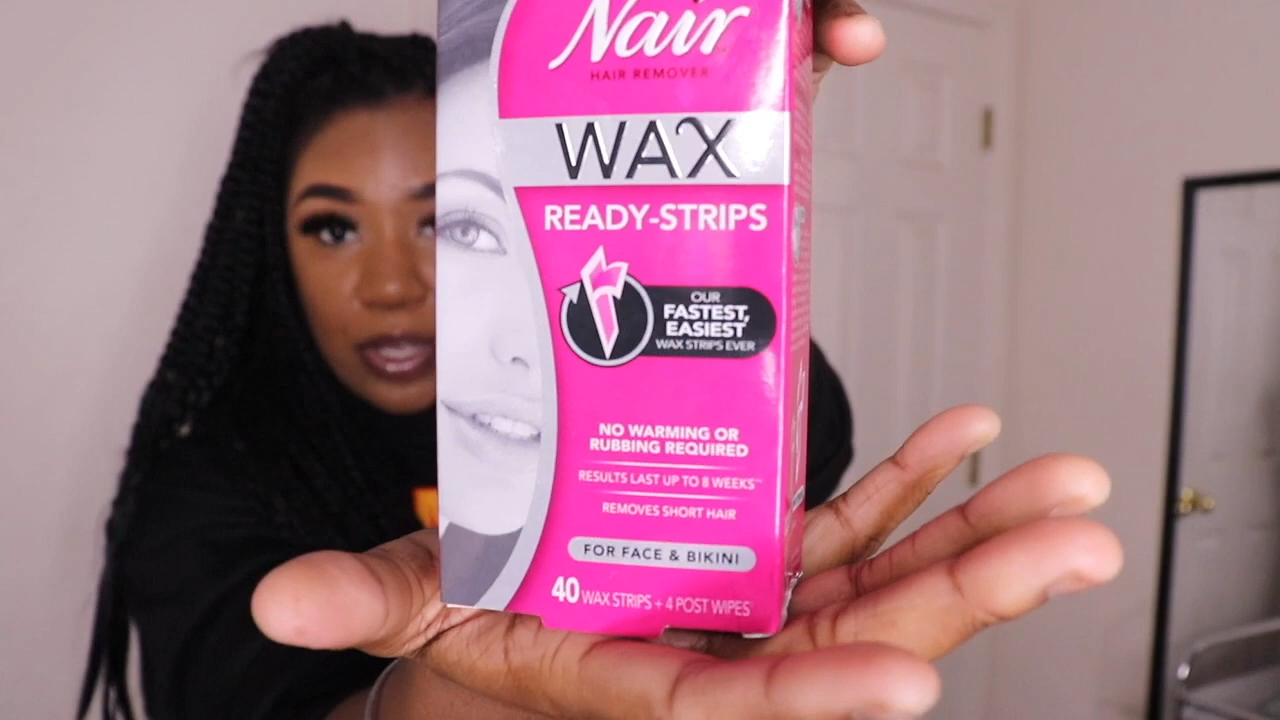 Nair
HAIR REMOVER
WAX
READY-STRIPS
OUR
FASTEST,
EASIEST
WAX STRIPS EVER
NO WARMING OR
RUBBING REQUIRED
RESULTS LAST UP TO 8 WEEKS™
REMOVES SHORT HAIR
FOR FACE & BIKINI
40 WAX STRIPS + 4 POST WIPES